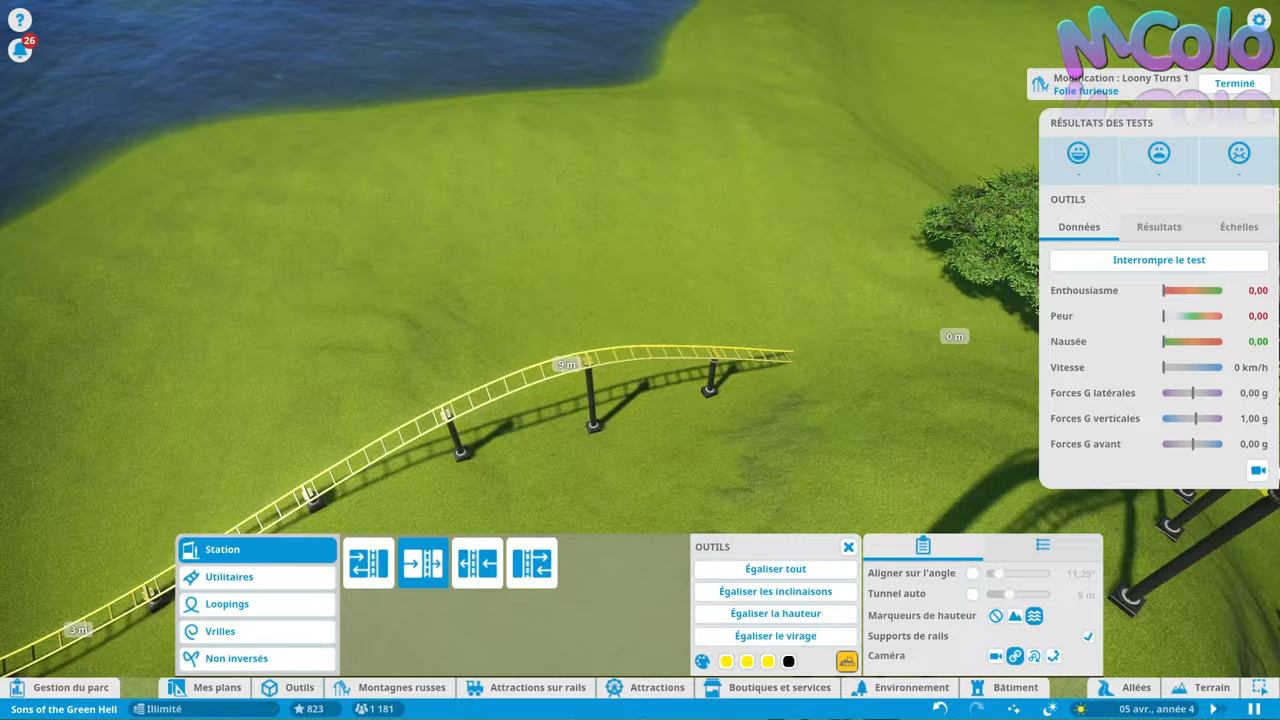 ?
26
MColo
Modification : Loony Turns 1
Folie furieuse
Terminé
RÉSULTATS DES TESTS
- - -
OUTILS
Données Résultats Échelles
Interrompre le test
Enthousiasme 0,00
Peur 0,00
Nausée 0,00
Vitesse 0 km/h
Forces G latérales 0,00 g
Forces G verticales 1,00 g
Forces G avant 0,00 g
0 m
9 m
3 m
Station
Utilitaires
Loopings
Vrilles
Non inversés
OUTILS
Égaliser tout
Égaliser les inclinaisons
Égaliser la hauteur
Égaliser le virage
Aligner sur l'angle 11,25°
Tunnel auto 5 m
Marqueurs de hauteur
Supports de rails
Caméra
Gestion du parc Mes plans Outils Montagnes russes Attractions sur rails Attractions Boutiques et services Environnement Bâtiment Allées Terrain
Sons of the Green Hell Illimité 823 1 181 05 avr., année 4